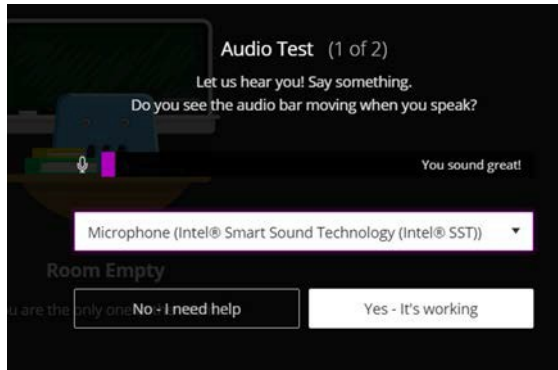 Audio Test (1 of 2)
Let us hear you! Say something.
Do you see the audio bar moving when you speak?
You sound great!
Microphone (Intel® Smart Sound Technology (Intel® SST))
Room Empty
u are the only one
No - I need help
Yes - It's working